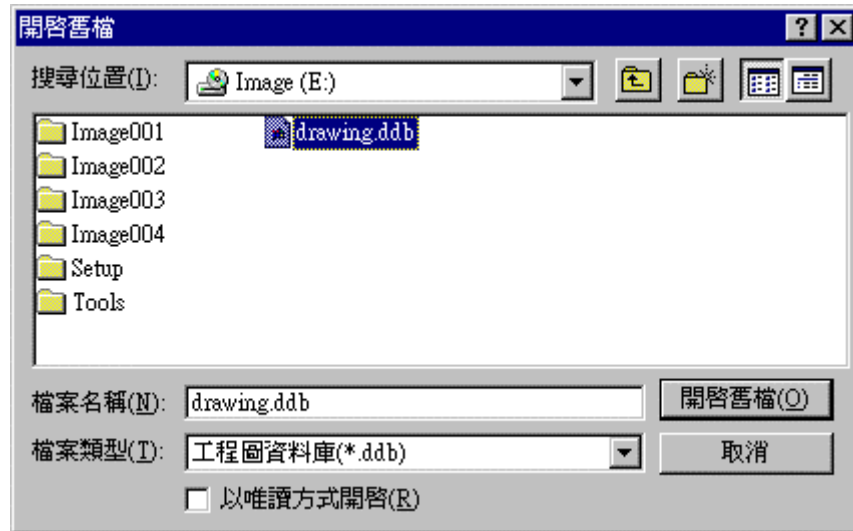 開啓舊檔
搜尋位置(I): Image (E:)
Image001 drawing.ddb
Image002
Image003
Image004
Setup
Tools
檔案名稱(N): drawing.ddb 開啓舊檔(O)
檔案類型(T): 工程圖資料庫(*.ddb) 取消
以唯讀方式開啓(R)